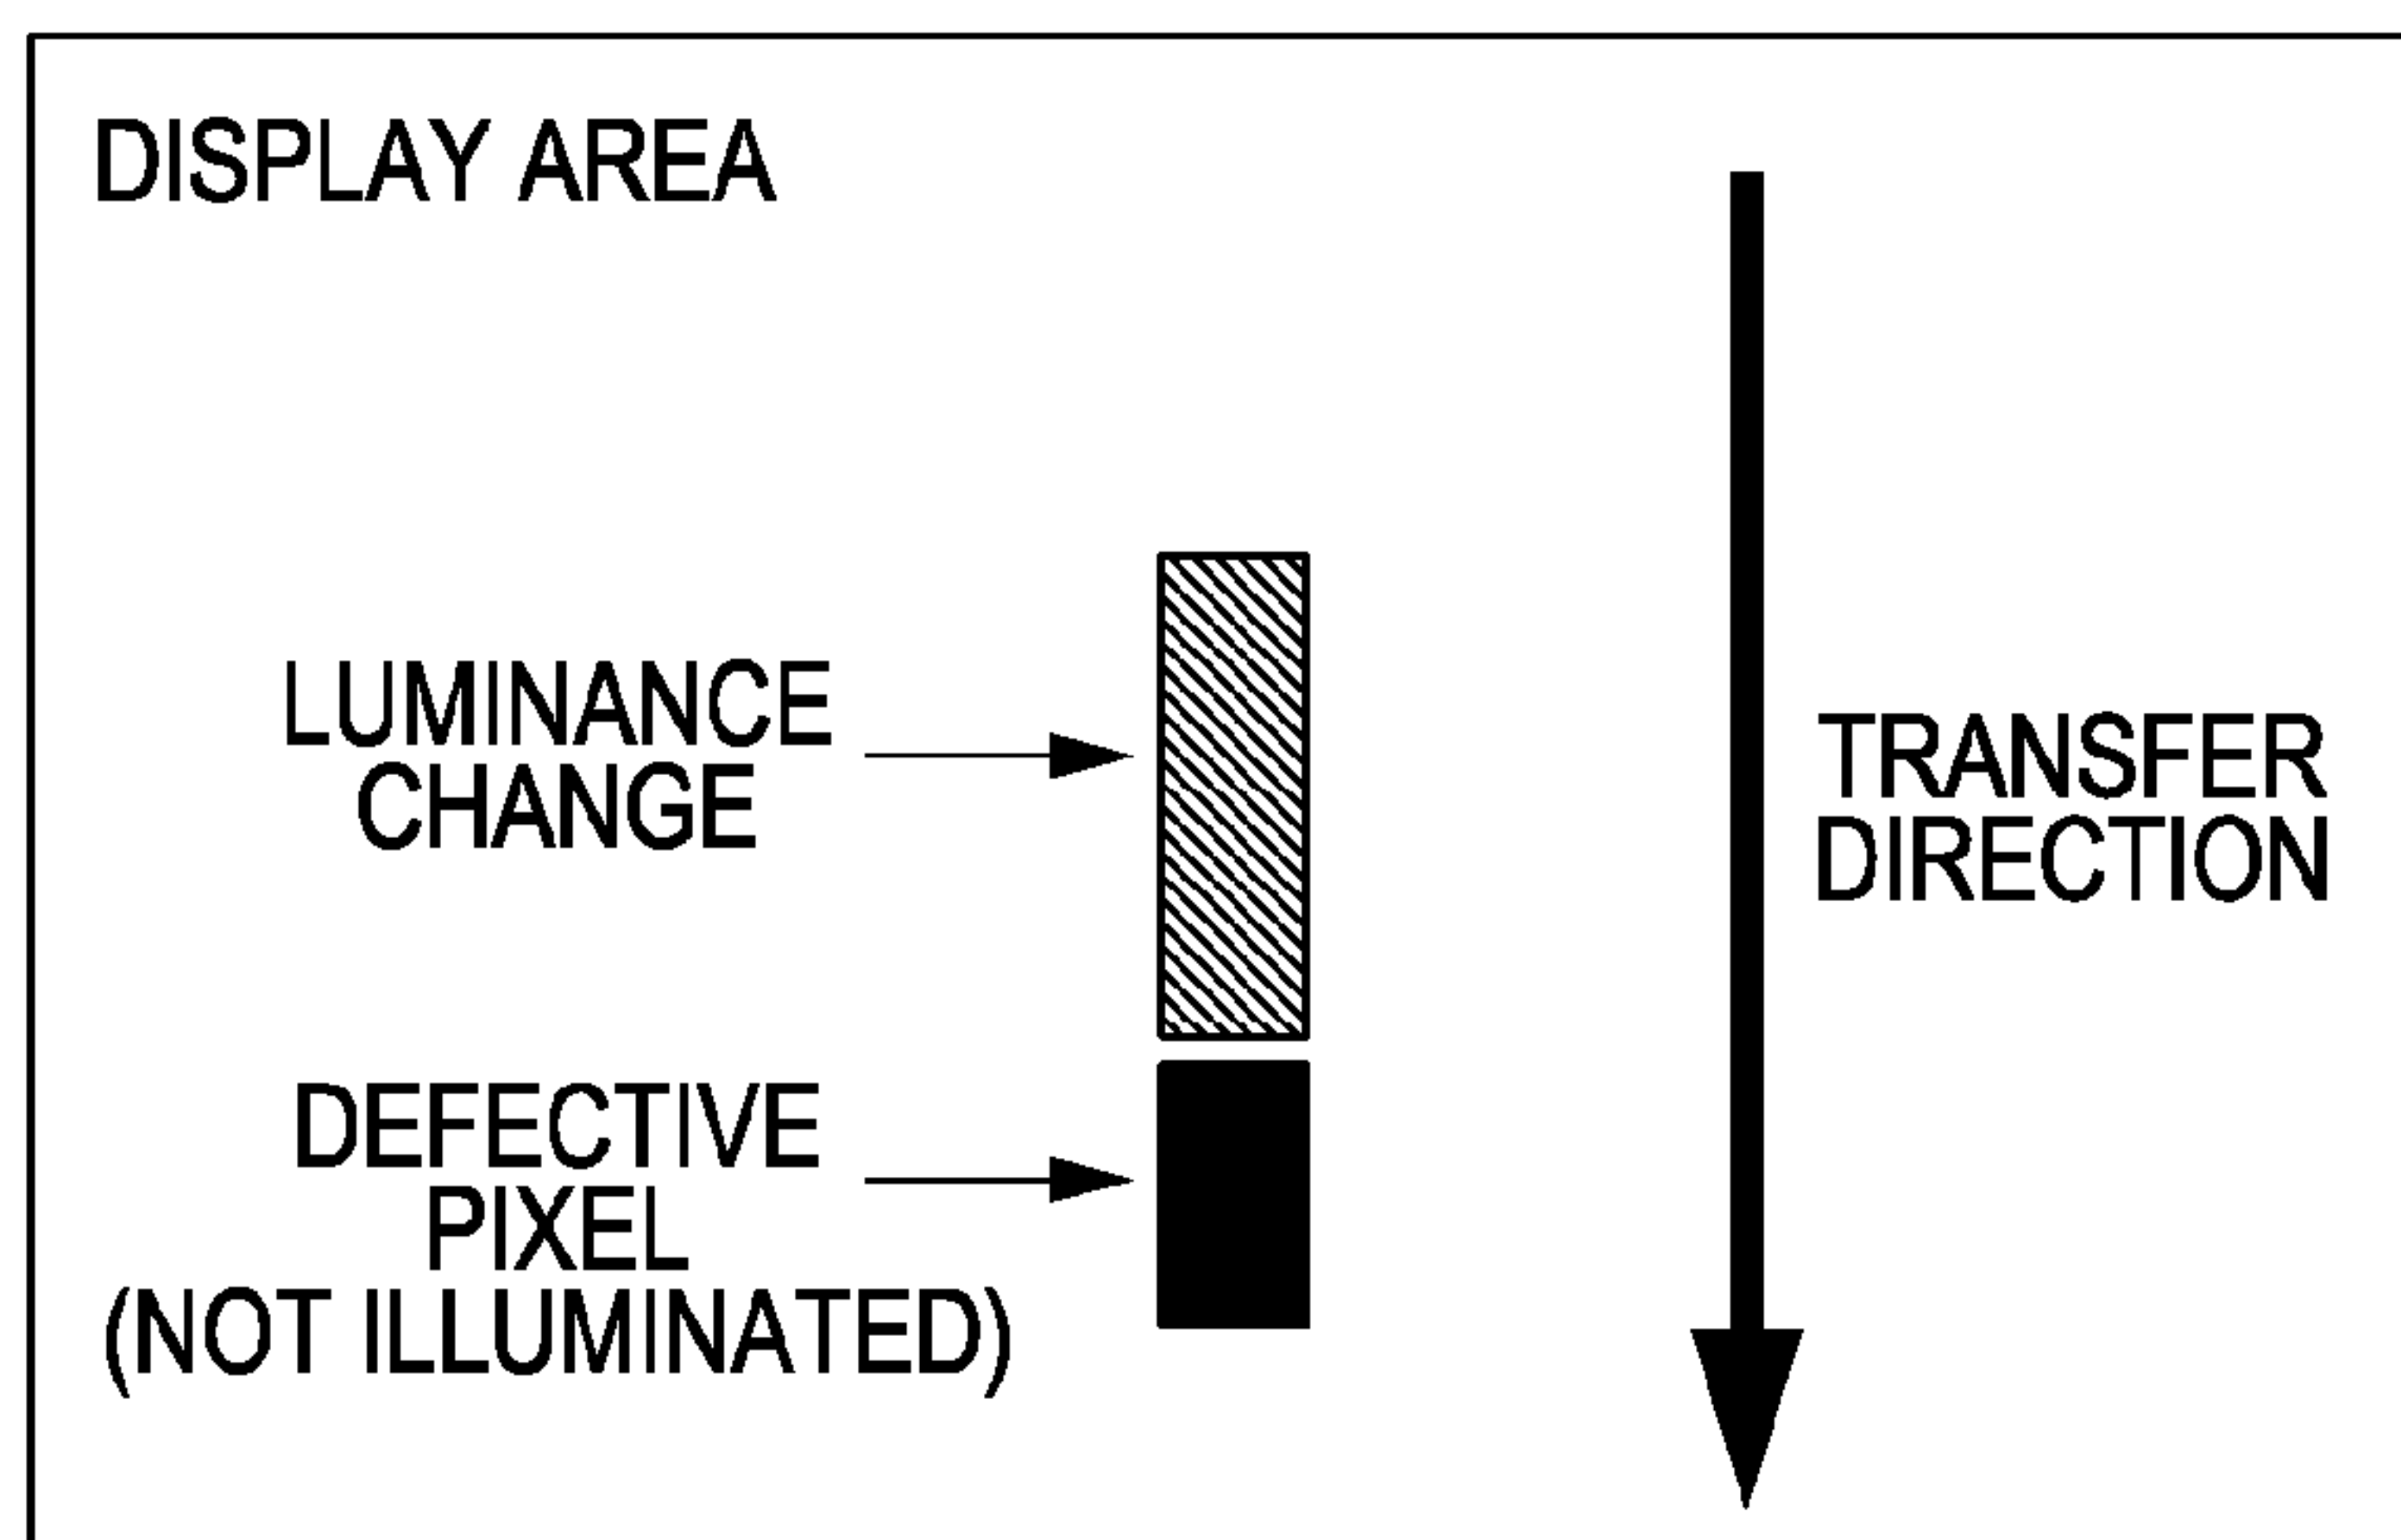 DISPLAY AREA
LUMINANCE
CHANGE
TRANSFER
DIRECTION
DEFECTIVE
PIXEL
(NOT ILLUMINATED)